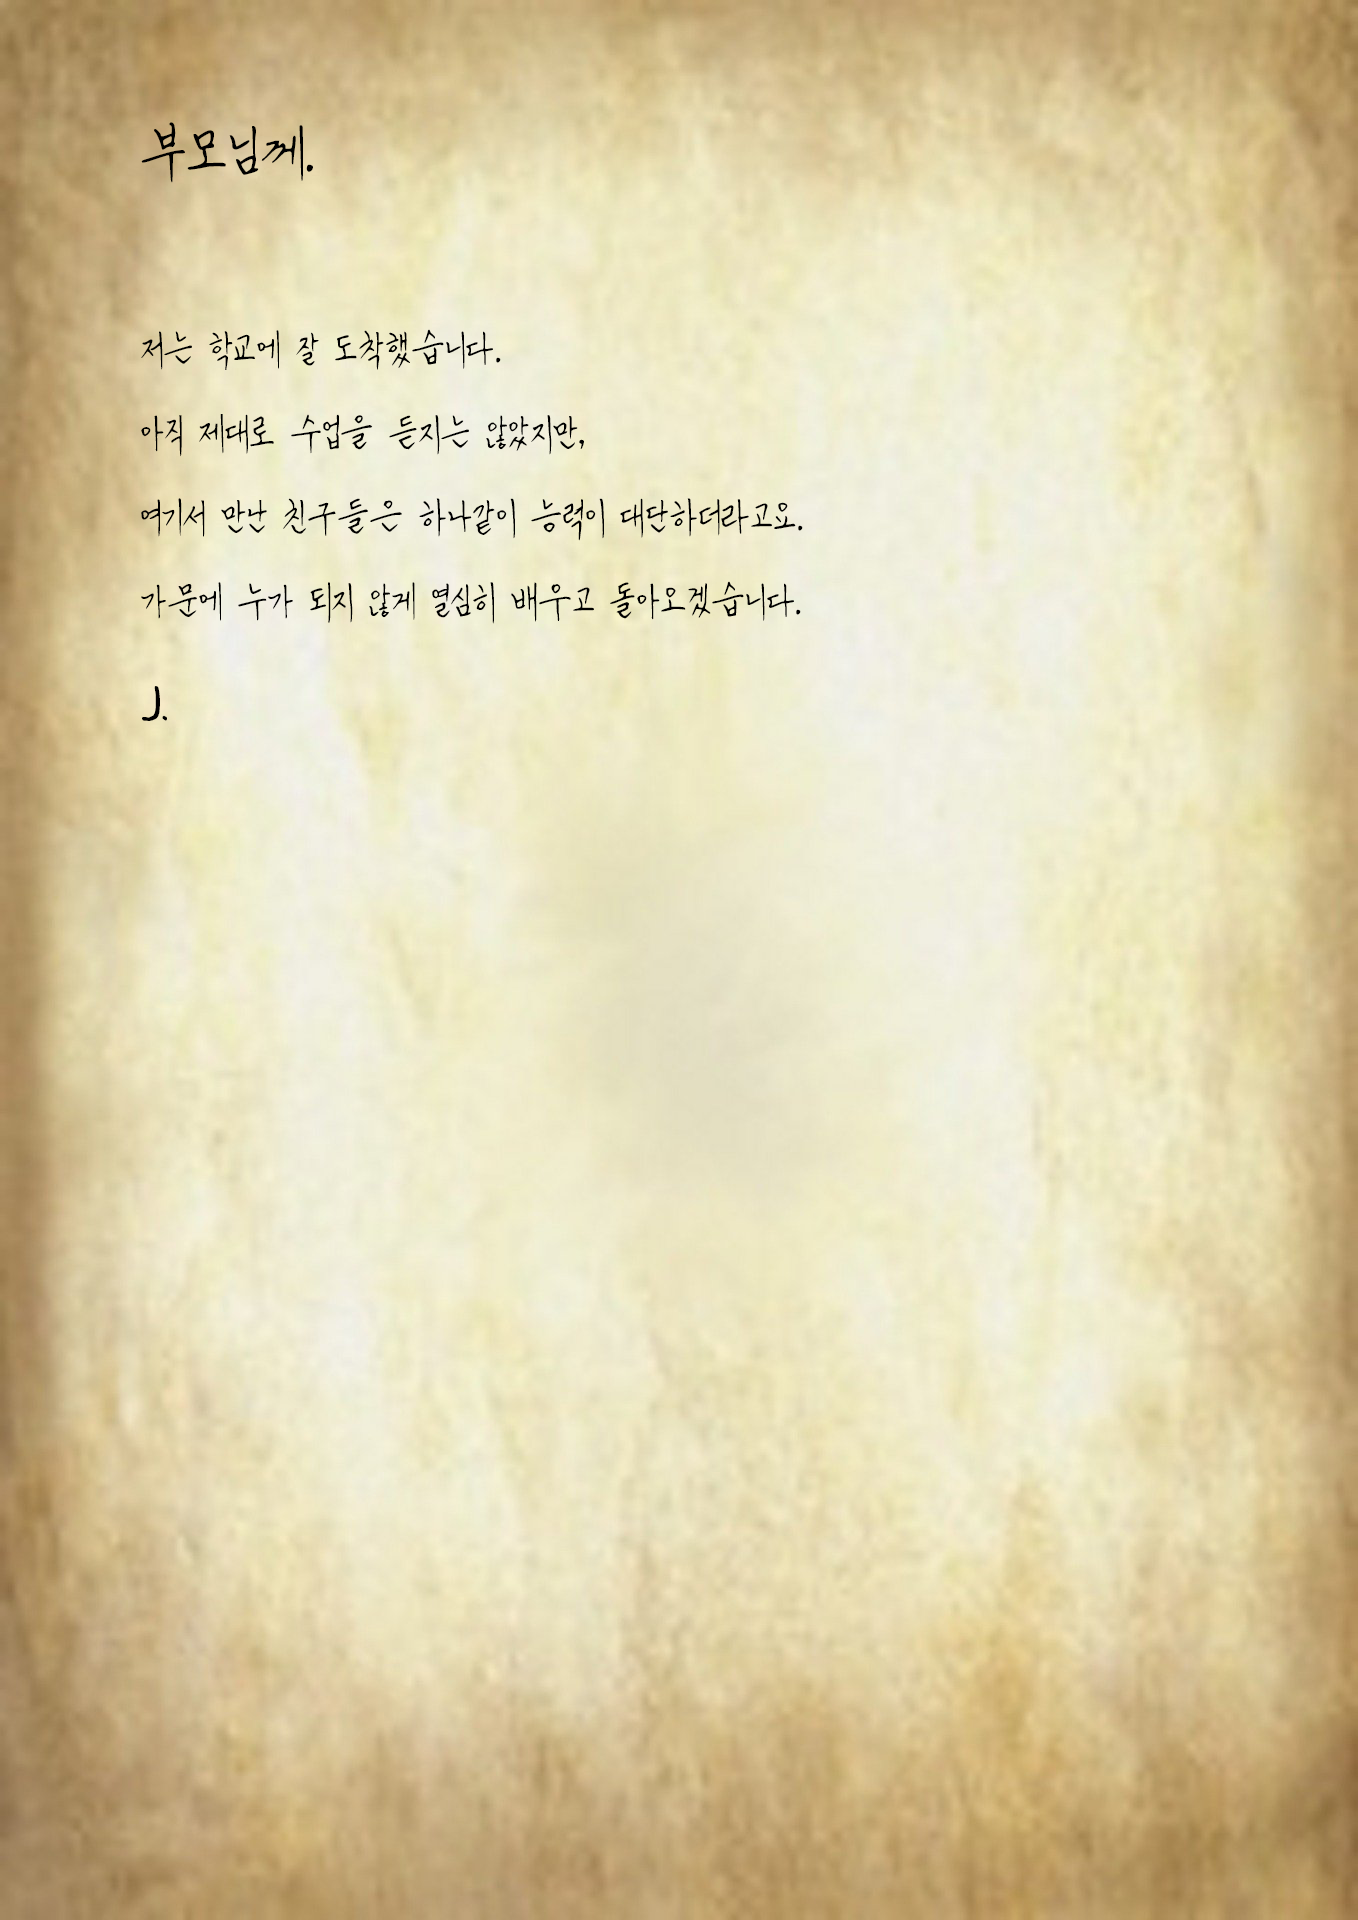 부모님께.
저는 학교에 잘 도착했습니다.
아직 제대로 수업을 듣지는 않았지만,
여기서 만난 친구들은 하나같이 능력이 대단하더라고요.
가문에 누가 되지 않게 열심히 배우고 돌아오겠습니다.
J.